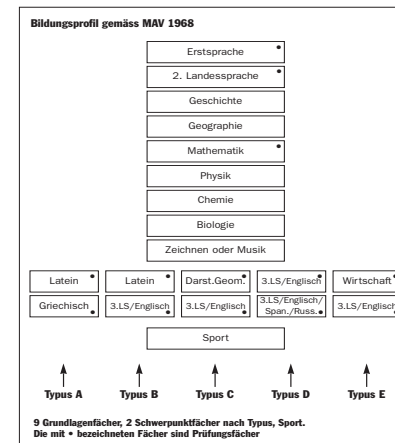 Bildungsprofil gemäss MAV 1968
Erstsprache •
2. Landessprache •
Geschichte
Geographie
Mathematik •
Physik
Chemie
Biologie
Zeichnen oder Musik
Latein • Latein • Darst.Geom. • 3.LS/Englisch • Wirtschaft •
Griechisch • 3.LS/Englisch • 3.LS/Englisch • 3.LS/Englisch/ 3.LS/Englisch •
Span./Russ. •
Sport
Typus A Typus B Typus C Typus D Typus E
9 Grundlagenfächer, 2 Schwerpunktfächer nach Typus, Sport.
Die mit • bezeichneten Fächer sind Prüfungsfächer